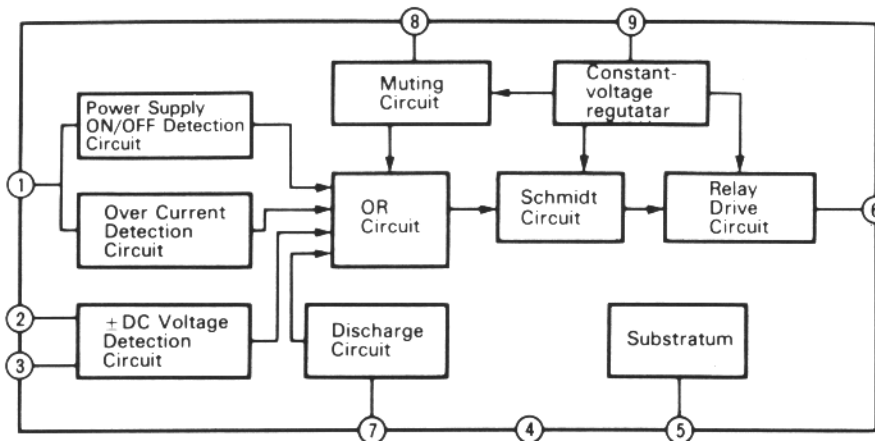 8
9
Muting
Circuit
Constant-
voltage
regutatar
Power Supply
ON/OFF Detection
Circuit
1
Over Current
Detection
Circuit
OR
Circuit
Schmidt
Circuit
Relay
Drive
Circuit
6
2
3
±DC Voltage
Detection
Circuit
Discharge
Circuit
Substratum
7
4
5